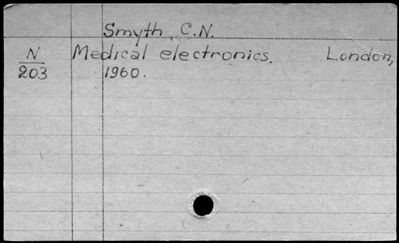 Smyth, C.N.
N Medical electronics. London,
203 1960.